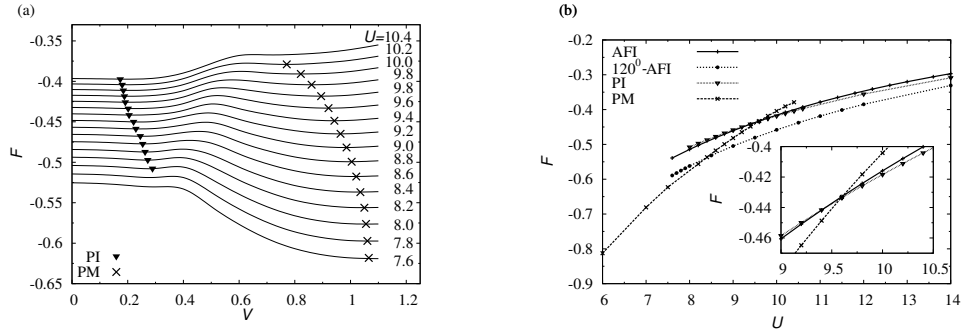 (a)
F
-0.35
-0.4
-0.45
-0.5
-0.55
-0.6
-0.65
U=10.4
10.2
10.0
9.8
9.8
9.6
9.4
9.2
9.0
8.8
8.6
8.4
8.2
8.0
7.8
7.6
PI
PM
0 0.2 0.4 0.6 0.8 1 1.2
V
(b)
F
-0.2
-0.3
-0.4
-0.5
-0.6
-0.7
-0.8
-0.9
AFI
120⁰-AFI
PI
PM
F
-0.4
-0.42
-0.44
-0.46
9 9.5 10 10.5
6 7 8 9 10 11 12 13 14
U